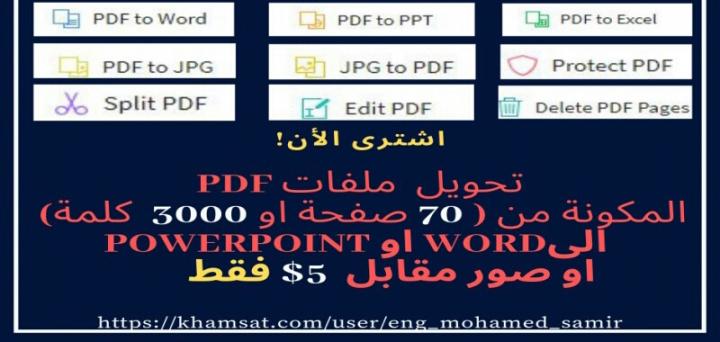 PDF to Word
PDF to PPT
PDF to Excel
PDF to JPG
JPG to PDF
Protect PDF
Split PDF
Edit PDF
Delete PDF Pages
اشترى الأن!
تحويل ملفات PDF
المكونة من ( 70 صفحة او 3000 كلمة)
الىWORD او POWERPOINT
او صور مقابل 5$ فقط
https://khamsat.com/user/eng_mohamed_samir